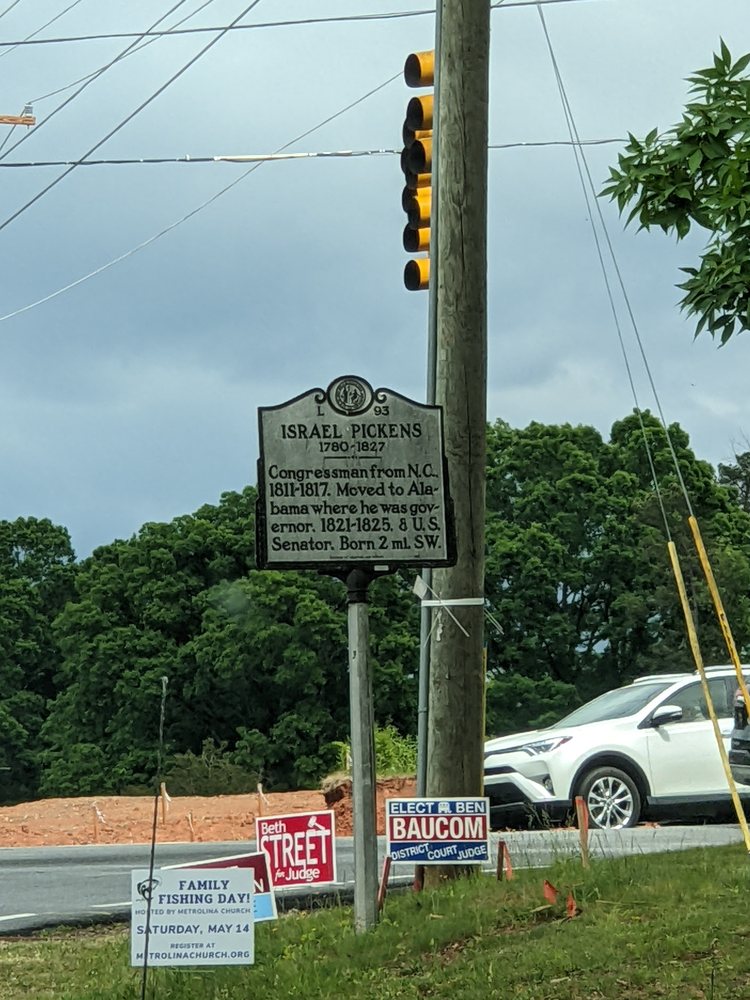 L 93
ISRAEL PICKENS
1780-1827
Congressman from N.C.,
1811-1817. Moved to Ala-
bama where he was gov-
ernor, 1821-1825, & U.S.
Senator. Born 2 mi. SW.
Beth
STREET
for Judge
ELECT BEN
BAUCOM
DISTRICT COURT JUDGE
FAMILY
FISHING DAY!
HOSTED BY METROLINA CHURCH
SATURDAY, MAY 14
REGISTER AT
METROLINACHURCH.ORG